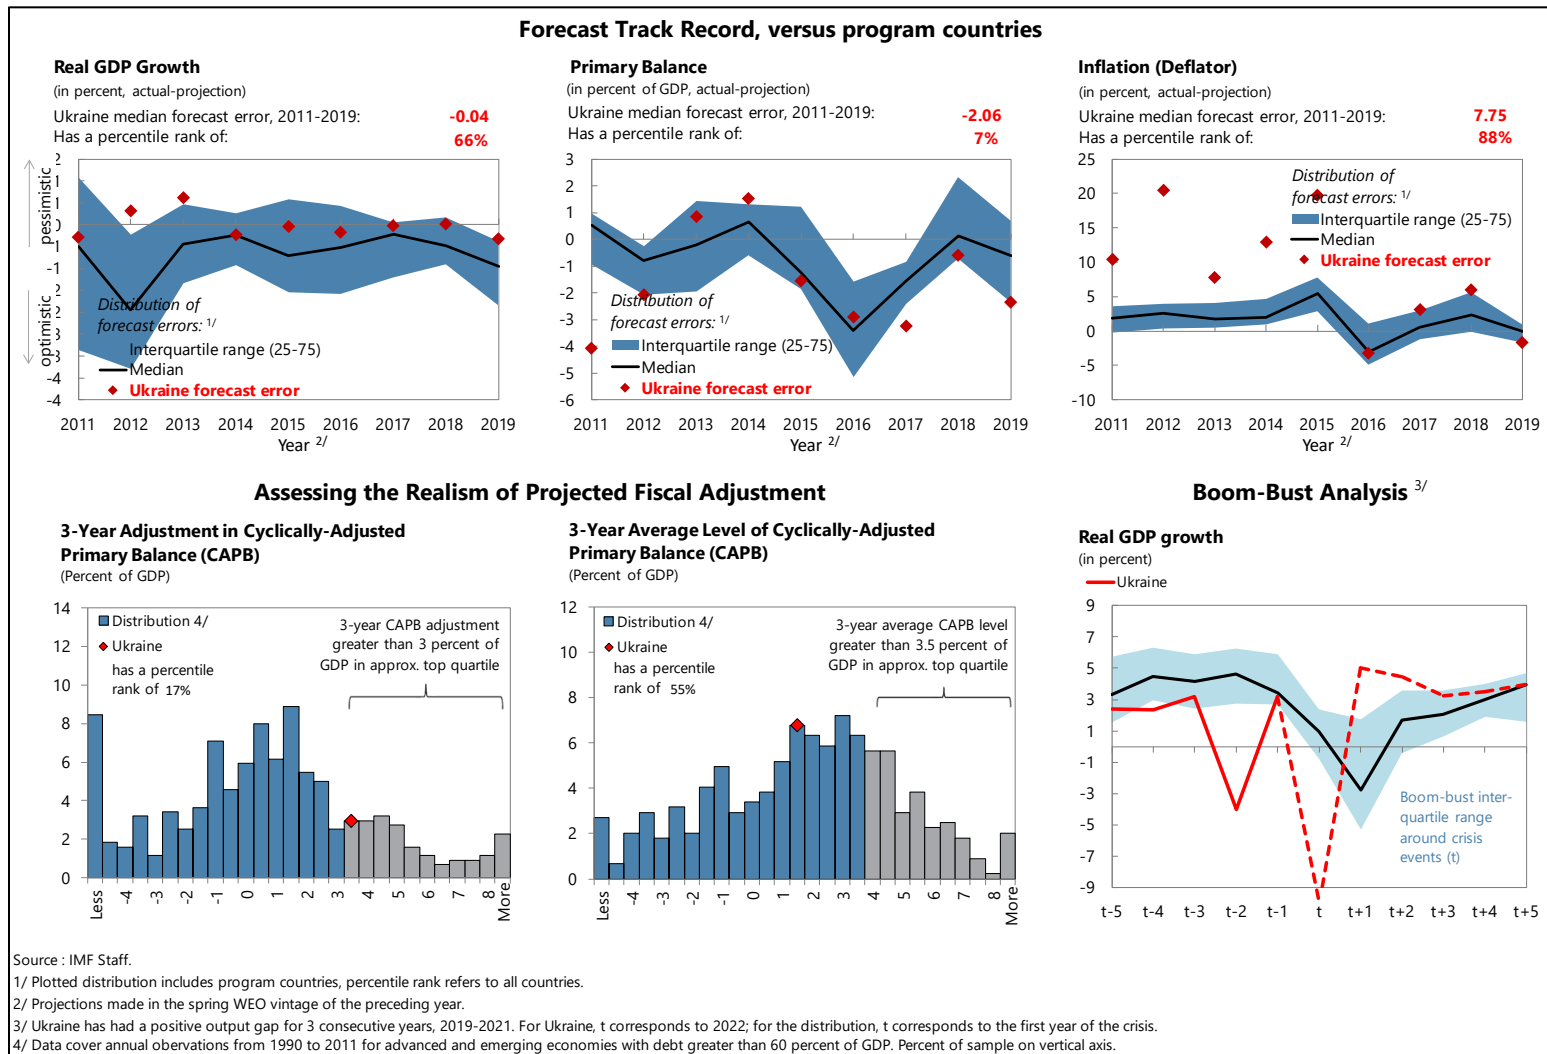 Forecast Track Record, versus program countries
Real GDP Growth
(in percent, actual-projection)
Ukraine median forecast error, 2011-2019: -0.04
Has a percentile rank of: 66%
pessimistic
optimistic
2
1
1
0
-1
-1
-2
-2
-3
-3
-4
-4
Distribution of
forecast errors: 1/
Interquartile range (25-75)
Median
Ukraine forecast error
2011 2012 2013 2014 2015 2016 2017 2018 2019
Year 2/
Primary Balance
(in percent of GDP, actual-projection)
Ukraine median forecast error, 2011-2019: -2.06
Has a percentile rank of: 7%
3
2
1
0
-1
-2
-3
-4
-5
-6
Distribution of
forecast errors: 1/
Interquartile range (25-75)
Median
Ukraine forecast error
2011 2012 2013 2014 2015 2016 2017 2018 2019
Year 2/
Inflation (Deflator)
(in percent, actual-projection)
Ukraine median forecast error, 2011-2019: 7.75
Has a percentile rank of: 88%
25
20
15
10
5
0
-5
-10
Distribution of
forecast errors: 1/
Interquartile range (25-75)
Median
Ukraine forecast error
2011 2012 2013 2014 2015 2016 2017 2018 2019
Year 2/
Assessing the Realism of Projected Fiscal Adjustment
3-Year Adjustment in Cyclically-Adjusted
Primary Balance (CAPB)
(Percent of GDP)
14
12
10
8
6
4
2
0
Distribution 4/
Ukraine
has a percentile
rank of 17%
3-year CAPB adjustment
greater than 3 percent of
GDP in approx. top quartile
Less -4 -3 -2 -1 0 1 2 3 4 5 6 7 8 More
3-Year Average Level of Cyclically-Adjusted
Primary Balance (CAPB)
(Percent of GDP)
12
10
8
6
4
2
0
Distribution 4/
Ukraine
has a percentile
rank of 55%
3-year average CAPB level
greater than 3.5 percent of
GDP in approx. top quartile
Less -4 -3 -2 -1 0 1 2 3 4 5 6 7 8 More
Boom-Bust Analysis 3/
Real GDP growth
(in percent)
Ukraine
9
7
5
3
1
-1
-3
-5
-7
-9
Boom-bust inter-
quartile range
around crisis
events (t)
t-5 t-4 t-3 t-2 t-1 t t+1 t+2 t+3 t+4 t+5
Source : IMF Staff.
1/ Plotted distribution includes program countries, percentile rank refers to all countries.
2/ Projections made in the spring WEO vintage of the preceding year.
3/ Ukraine has had a positive output gap for 3 consecutive years, 2019-2021. For Ukraine, t corresponds to 2022; for the distribution, t corresponds to the first year of the crisis.
4/ Data cover annual obervations from 1990 to 2011 for advanced and emerging economies with debt greater than 60 percent of GDP. Percent of sample on vertical axis.